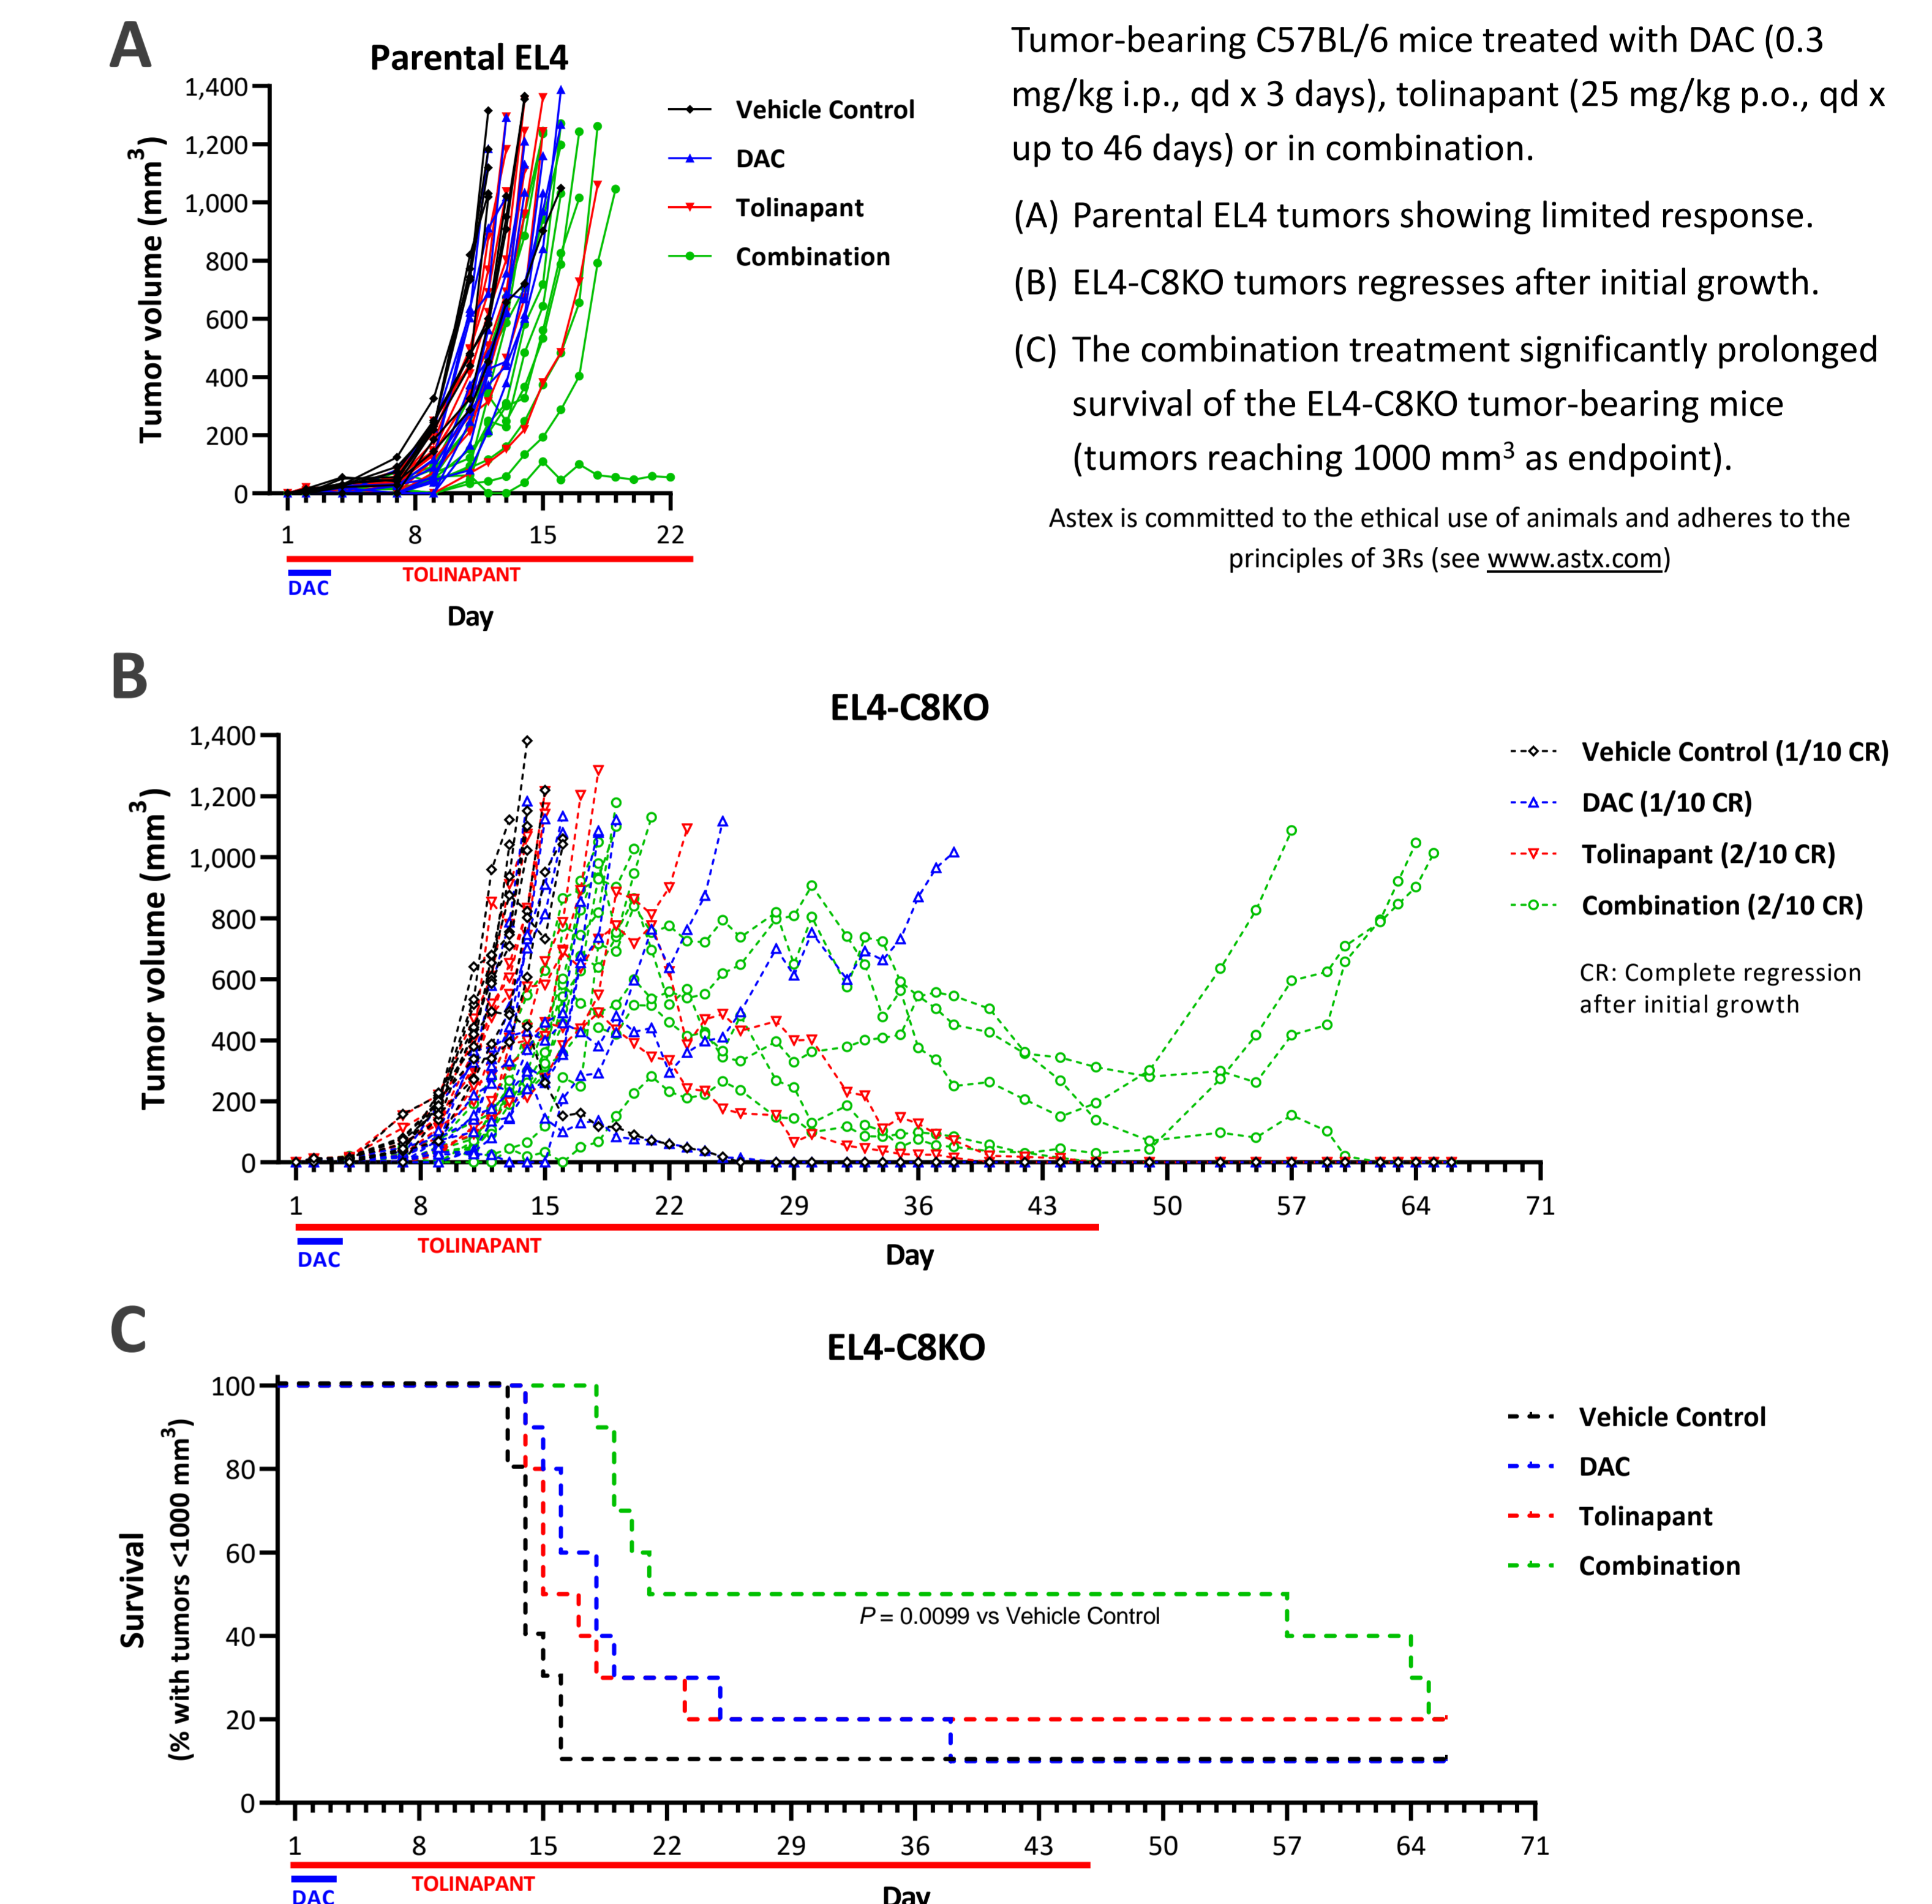 A
Parental EL4
Tumor volume (mm³)
1,400
1,200
1,000
800
600
400
200
0
1 8 15 22
TOLINAPANT
DAC
Day
Vehicle Control
DAC
Tolinapant
Combination
Tumor-bearing C57BL/6 mice treated with DAC (0.3
mg/kg i.p., qd x 3 days), tolinapant (25 mg/kg p.o., qd x
up to 46 days) or in combination.
(A) Parental EL4 tumors showing limited response.
(B) EL4-C8KO tumors regresses after initial growth.
(C) The combination treatment significantly prolonged
survival of the EL4-C8KO tumor-bearing mice
(tumors reaching 1000 mm³ as endpoint).
Astex is committed to the ethical use of animals and adheres to the
principles of 3Rs (see www.astx.com)
B
EL4-C8KO
Tumor volume (mm³)
1,400
1,200
1,000
800
600
400
200
0
1 8 15 22 29 36 43 50 57 64 71
TOLINAPANT
DAC
Day
Vehicle Control (1/10 CR)
DAC (1/10 CR)
Tolinapant (2/10 CR)
Combination (2/10 CR)
CR: Complete regression
after initial growth
C
EL4-C8KO
Survival
(% with tumors <1000 mm³)
100
80
60
40
20
0
P = 0.0099 vs Vehicle Control
1 8 15 22 29 36 43 50 57 64 71
TOLINAPANT
DAC
Day
Vehicle Control
DAC
Tolinapant
Combination